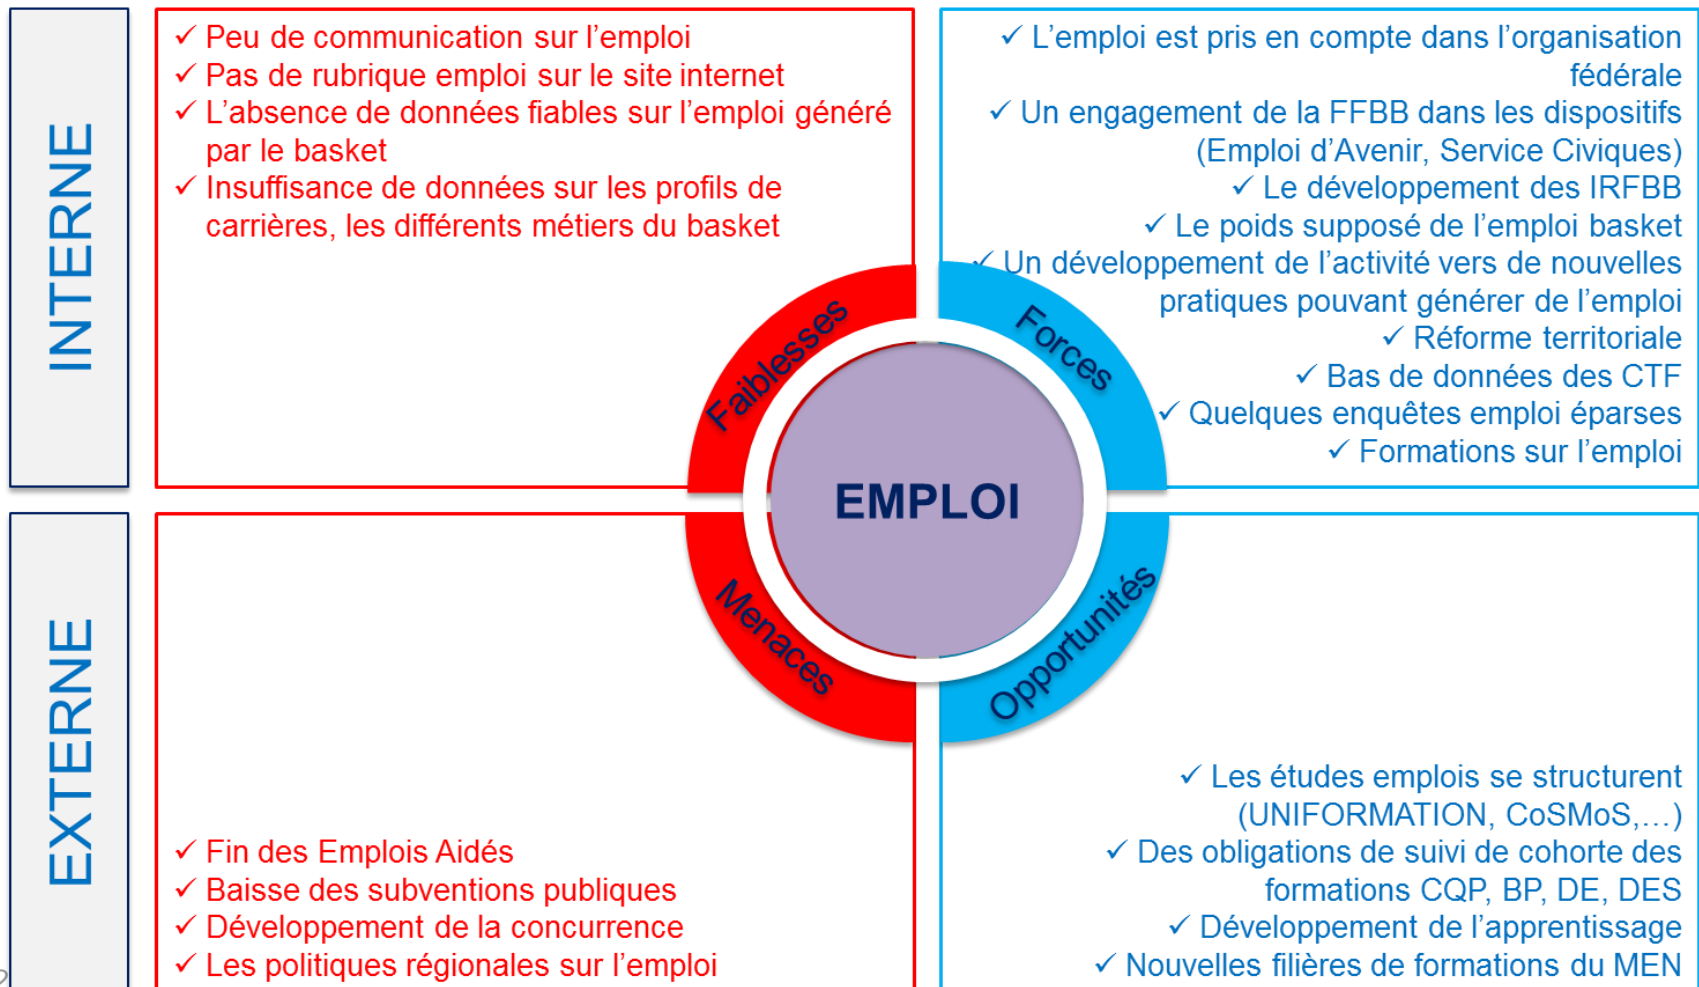 INTERNE
✓ Peu de communication sur l’emploi
✓ Pas de rubrique emploi sur le site internet
✓ L’absence de données fiables sur l’emploi généré
par le basket
✓ Insuffisance de données sur les profils de
carrières, les différents métiers du basket
✓ L’emploi est pris en compte dans l’organisation
fédérale
✓ Un engagement de la FFBB dans les dispositifs
(Emploi d’Avenir, Service Civiques)
✓ Le développement des IRFBB
✓ Le poids supposé de l’emploi basket
✓ Un développement de l’activité vers de nouvelles
pratiques pouvant générer de l’emploi
✓ Réforme territoriale
✓ Bas de données des CTF
✓ Quelques enquêtes emploi éparses
✓ Formations sur l’emploi
Faiblesses
Forces
EMPLOI
Menaces
Opportunités
EXTERNE
✓ Fin des Emplois Aidés
✓ Baisse des subventions publiques
✓ Développement de la concurrence
✓ Les politiques régionales sur l’emploi
✓ Les études emplois se structurent
(UNIFORMATION, CoSMoS,…)
✓ Des obligations de suivi de cohorte des
formations CQP, BP, DE, DES
✓ Développement de l’apprentissage
✓ Nouvelles filières de formations du MEN